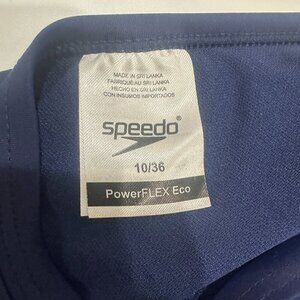 MADE IN SRI LANKA
FABRIQUÉ AU SRI LANKA
HECHO EN SRI LANKA
CON INSUMOS IMPORTADOS
speedo®
10/36
PowerFLEX Eco